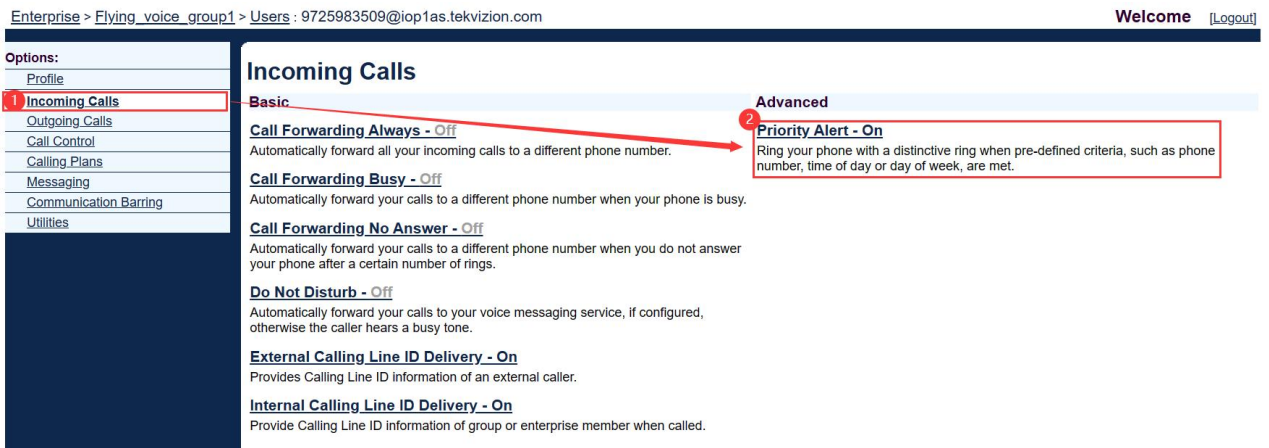 Enterprise > Flying_voice_group1 > Users : 9725983509@iop1as.tekvizion.com
Welcome [Logout]
Options:
Profile
1 Incoming Calls
Outgoing Calls
Call Control
Calling Plans
Messaging
Communication Barring
Utilities
Incoming Calls
Basic
Call Forwarding Always - Off
Automatically forward all your incoming calls to a different phone number.
Call Forwarding Busy - Off
Automatically forward your calls to a different phone number when your phone is busy.
Call Forwarding No Answer - Off
Automatically forward your calls to a different phone number when you do not answer
your phone after a certain number of rings.
Do Not Disturb - Off
Automatically forward your calls to your voice messaging service, if configured,
otherwise the caller hears a busy tone.
External Calling Line ID Delivery - On
Provides Calling Line ID information of an external caller.
Internal Calling Line ID Delivery - On
Provide Calling Line ID information of group or enterprise member when called.
Advanced
2
Priority Alert - On
Ring your phone with a distinctive ring when pre-defined criteria, such as phone
number, time of day or day of week, are met.